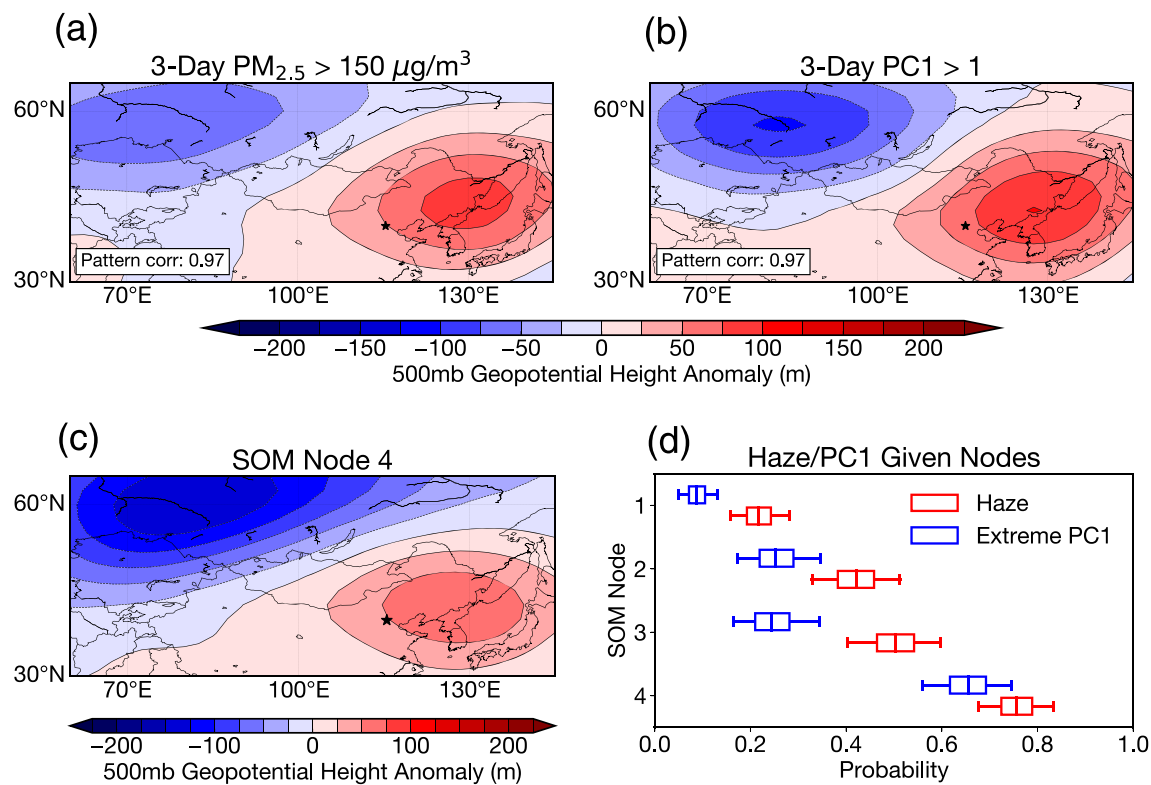 (a)
3-Day PM2.5 > 150 µg/m³
60°N
30°N
Pattern corr: 0.97
70°E 100°E 130°E
(b)
3-Day PC1 > 1
60°N
30°N
Pattern corr: 0.97
70°E 100°E 130°E
−200 −150 −100 −50 0 50 100 150 200
500mb Geopotential Height Anomaly (m)
(c)
SOM Node 4
60°N
30°N
70°E 100°E 130°E
−200 −100 0 100 200
500mb Geopotential Height Anomaly (m)
(d)
Haze/PC1 Given Nodes
Haze
Extreme PC1
SOM Node
1
2
3
4
0.0 0.2 0.4 0.6 0.8 1.0
Probability